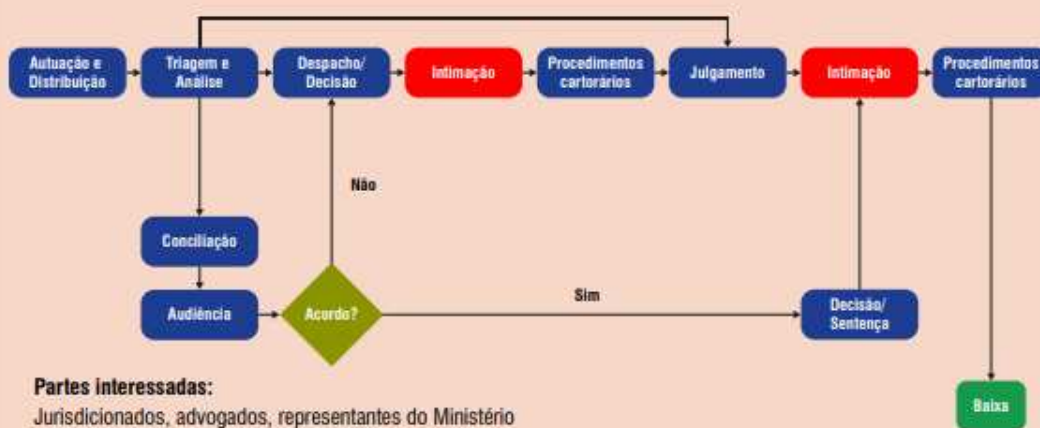 Autuação e
Distribuição
Triagem e
Análise
Despacho/
Decisão
Intimação
Procedimentos
cartorários
Julgamento
Intimação
Procedimentos
cartorários
Não
Conciliação
Audiência
Acordo?
Sim
Decisão/
Sentença
Baixa
Partes interessadas:
Jurisdicionados, advogados, representantes do Ministério